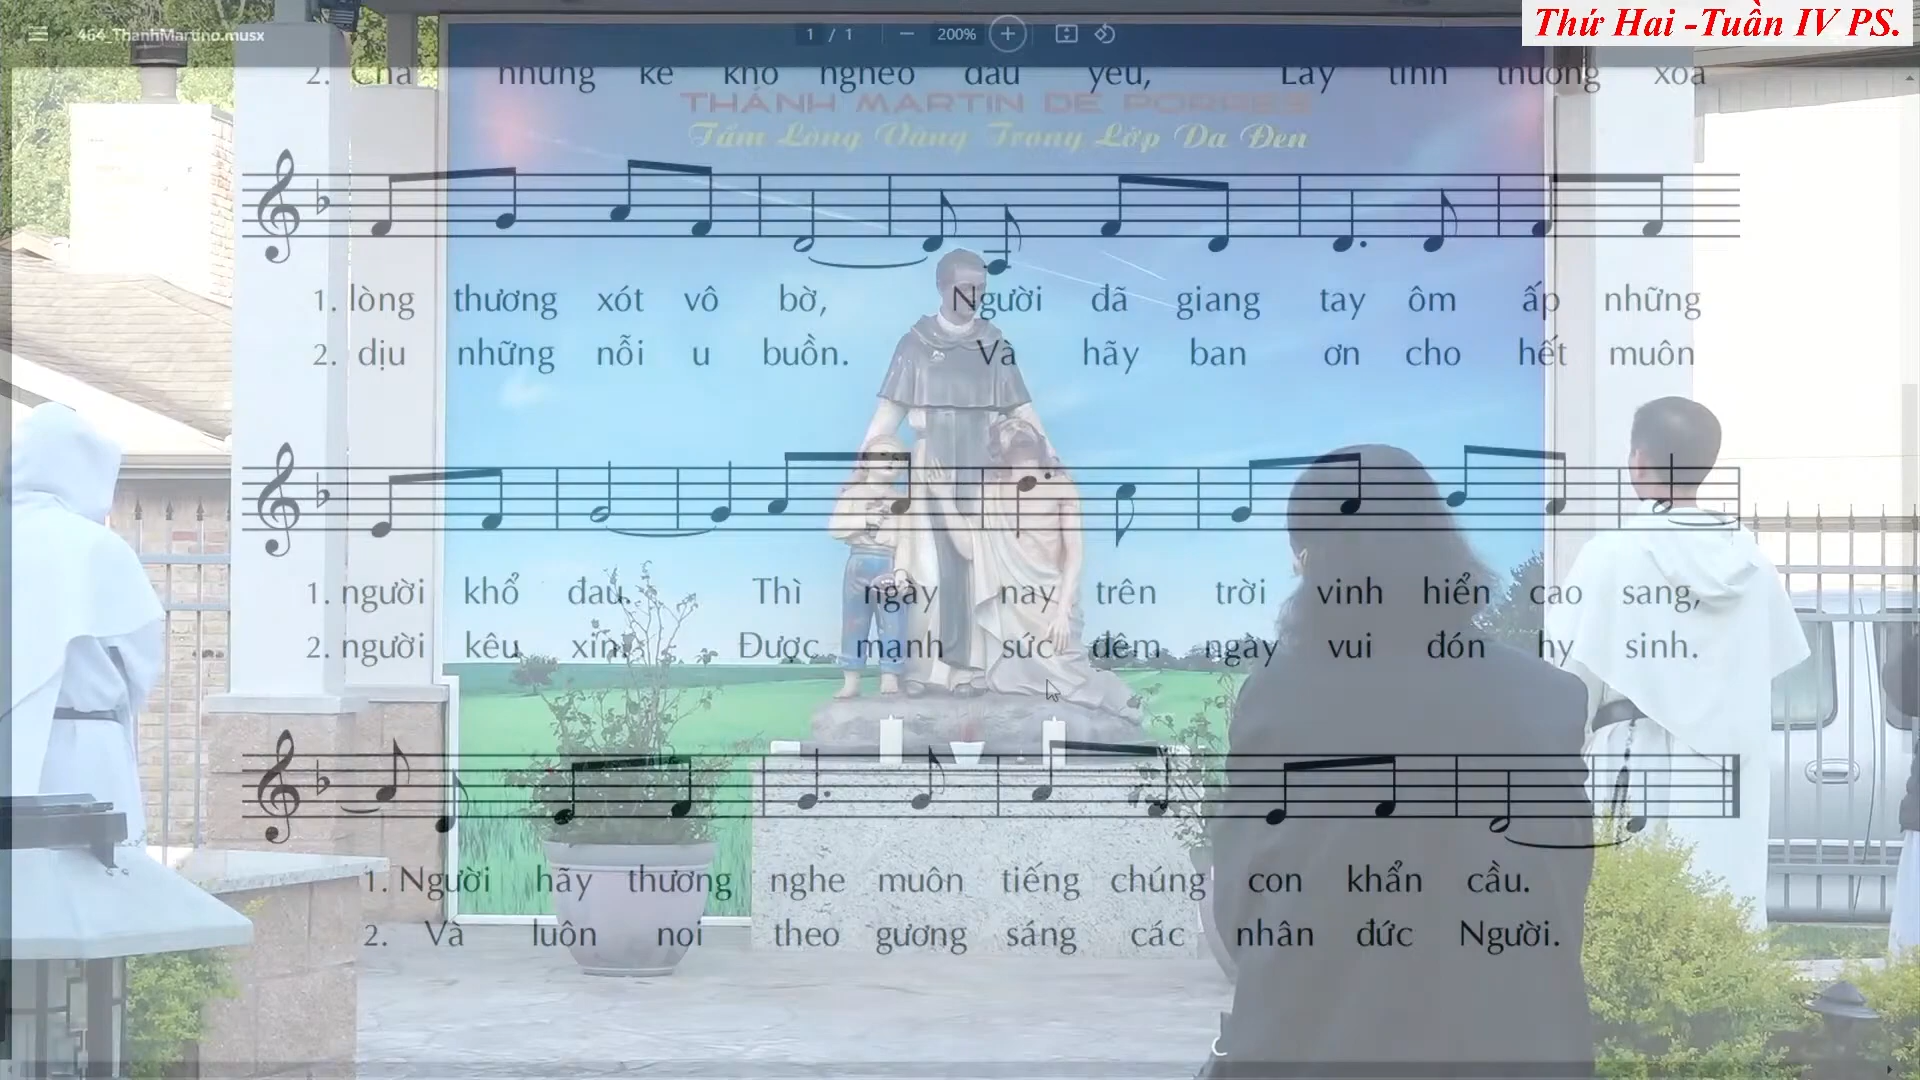 464_ThanhMartino.musx
1 / 1
200%
Thứ Hai -Tuần IV PS.
2. Cha những kẻ khó nghèo dấu yêu, Lấy tình thương xoa
THÁNH MARTIN DE PORRES
Tấm Lòng Vàng Trong Lớp Da Đen
1. lòng thương xót vô bờ, Người đã giang tay ôm ấp những
2. dịu những nỗi u buồn. Và hãy ban ơn cho hết muôn
1. người khổ đau. Thì ngày nay trên trời vinh hiển cao sang,
2. người kêu xin. Được mạnh sức đêm ngày vui đón hy sinh.
1. Người hãy thương nghe muôn tiếng chúng con khẩn cầu.
2. Và luôn noi theo gương sáng các nhân đức Người.